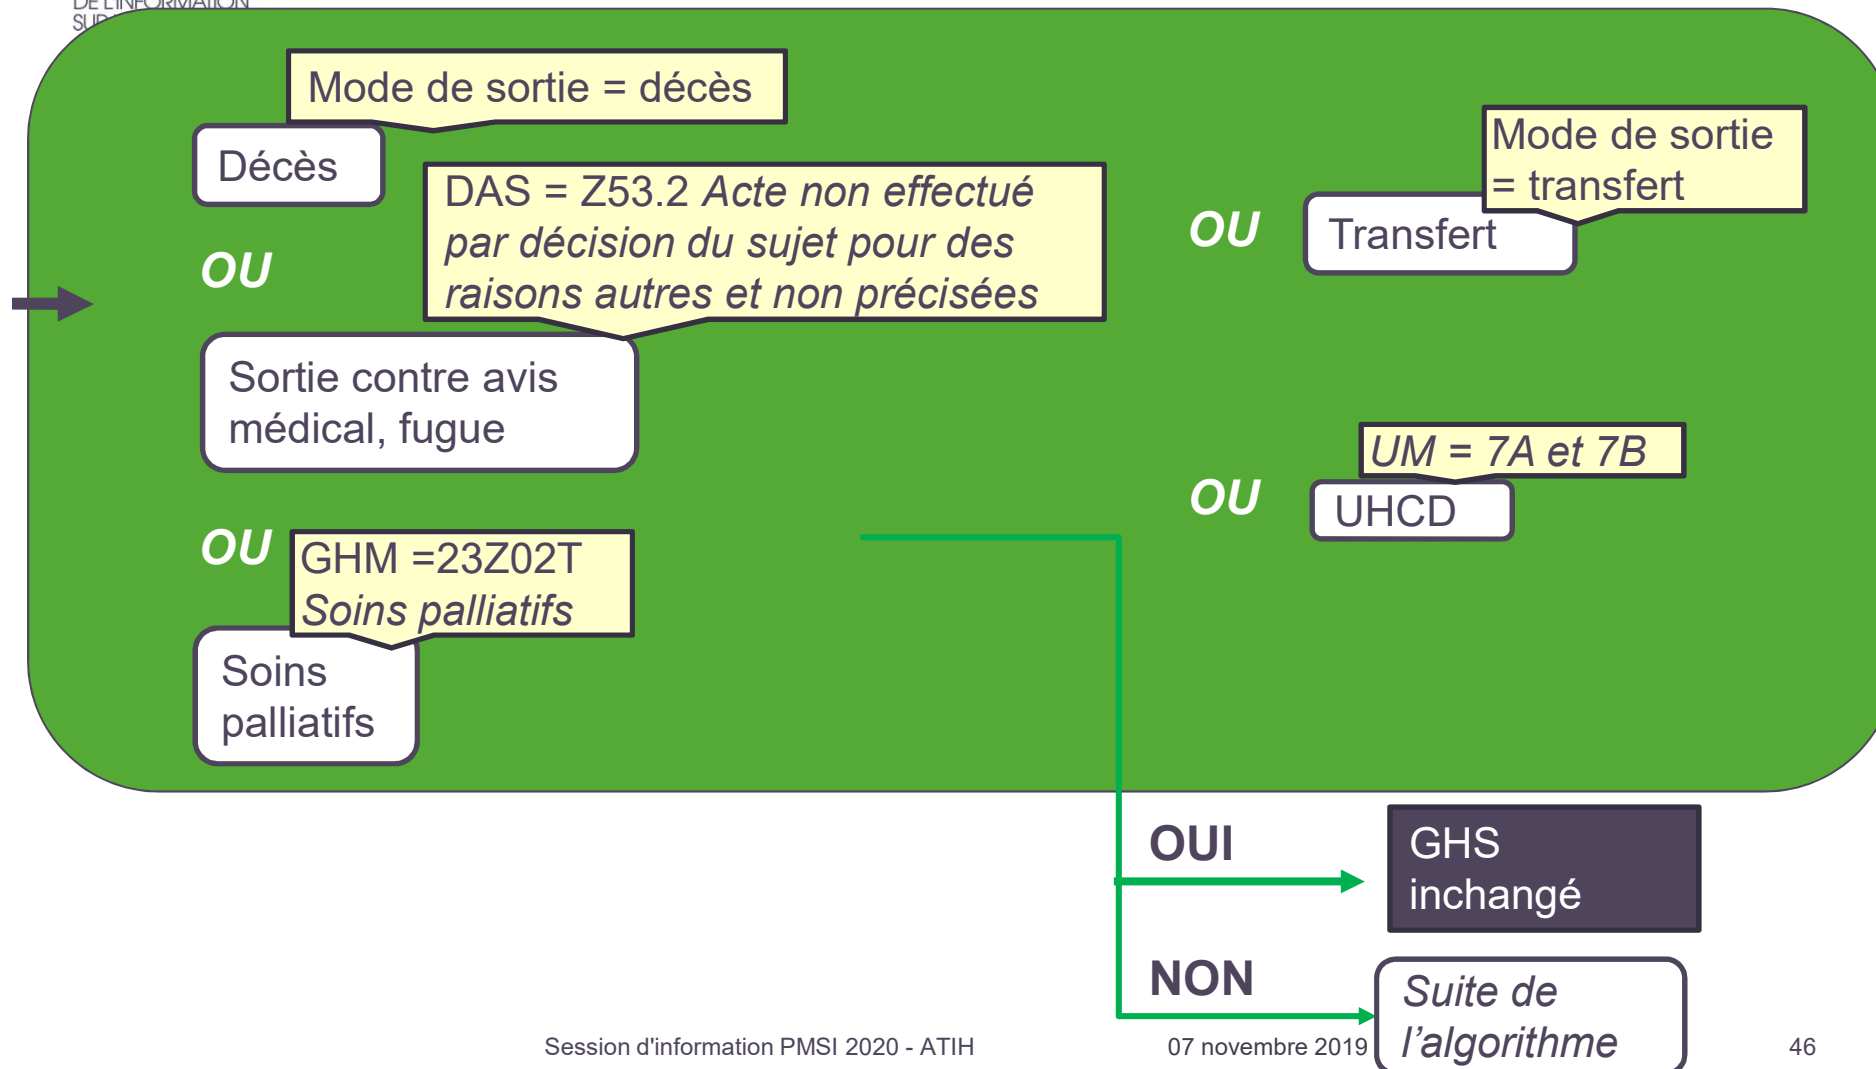 DE L'INFORMATION
Mode de sortie = décès
Décès
OU
DAS = Z53.2 Acte non effectué
par décision du sujet pour des
raisons autres et non précisées
Sortie contre avis
médical, fugue
OU
GHM =23Z02T
Soins palliatifs
Soins
palliatifs
OU
Mode de sortie
= transfert
Transfert
OU
UM = 7A et 7B
UHCD
OUI
GHS
inchangé
NON
Suite de
l’algorithme
Session d'information PMSI 2020 - ATIH
07 novembre 2019
46